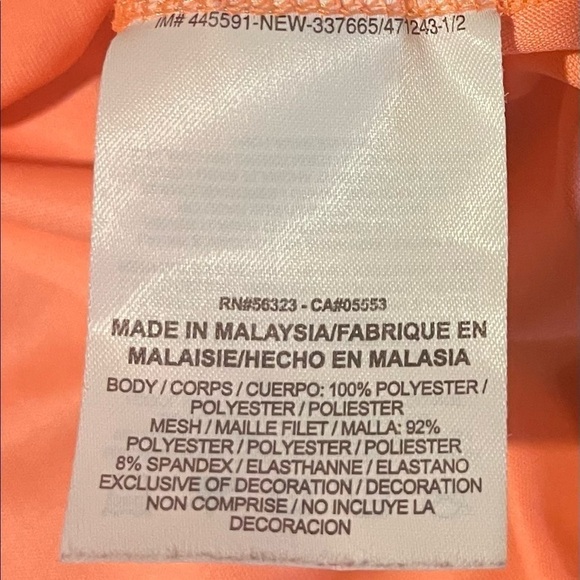 IM# 445591-NEW-337665/471243-1/2
RN#56323 - CA#05553
MADE IN MALAYSIA/FABRIQUE EN
MALAISIE/HECHO EN MALASIA
BODY / CORPS / CUERPO: 100% POLYESTER /
POLYESTER / POLIESTER
MESH / MAILLE FILET / MALLA: 92%
POLYESTER / POLYESTER / POLIESTER
8% SPANDEX / ELASTHANNE / ELASTANO
EXCLUSIVE OF DECORATION / DECORATION
NON COMPRISE / NO INCLUYE LA
DECORACION